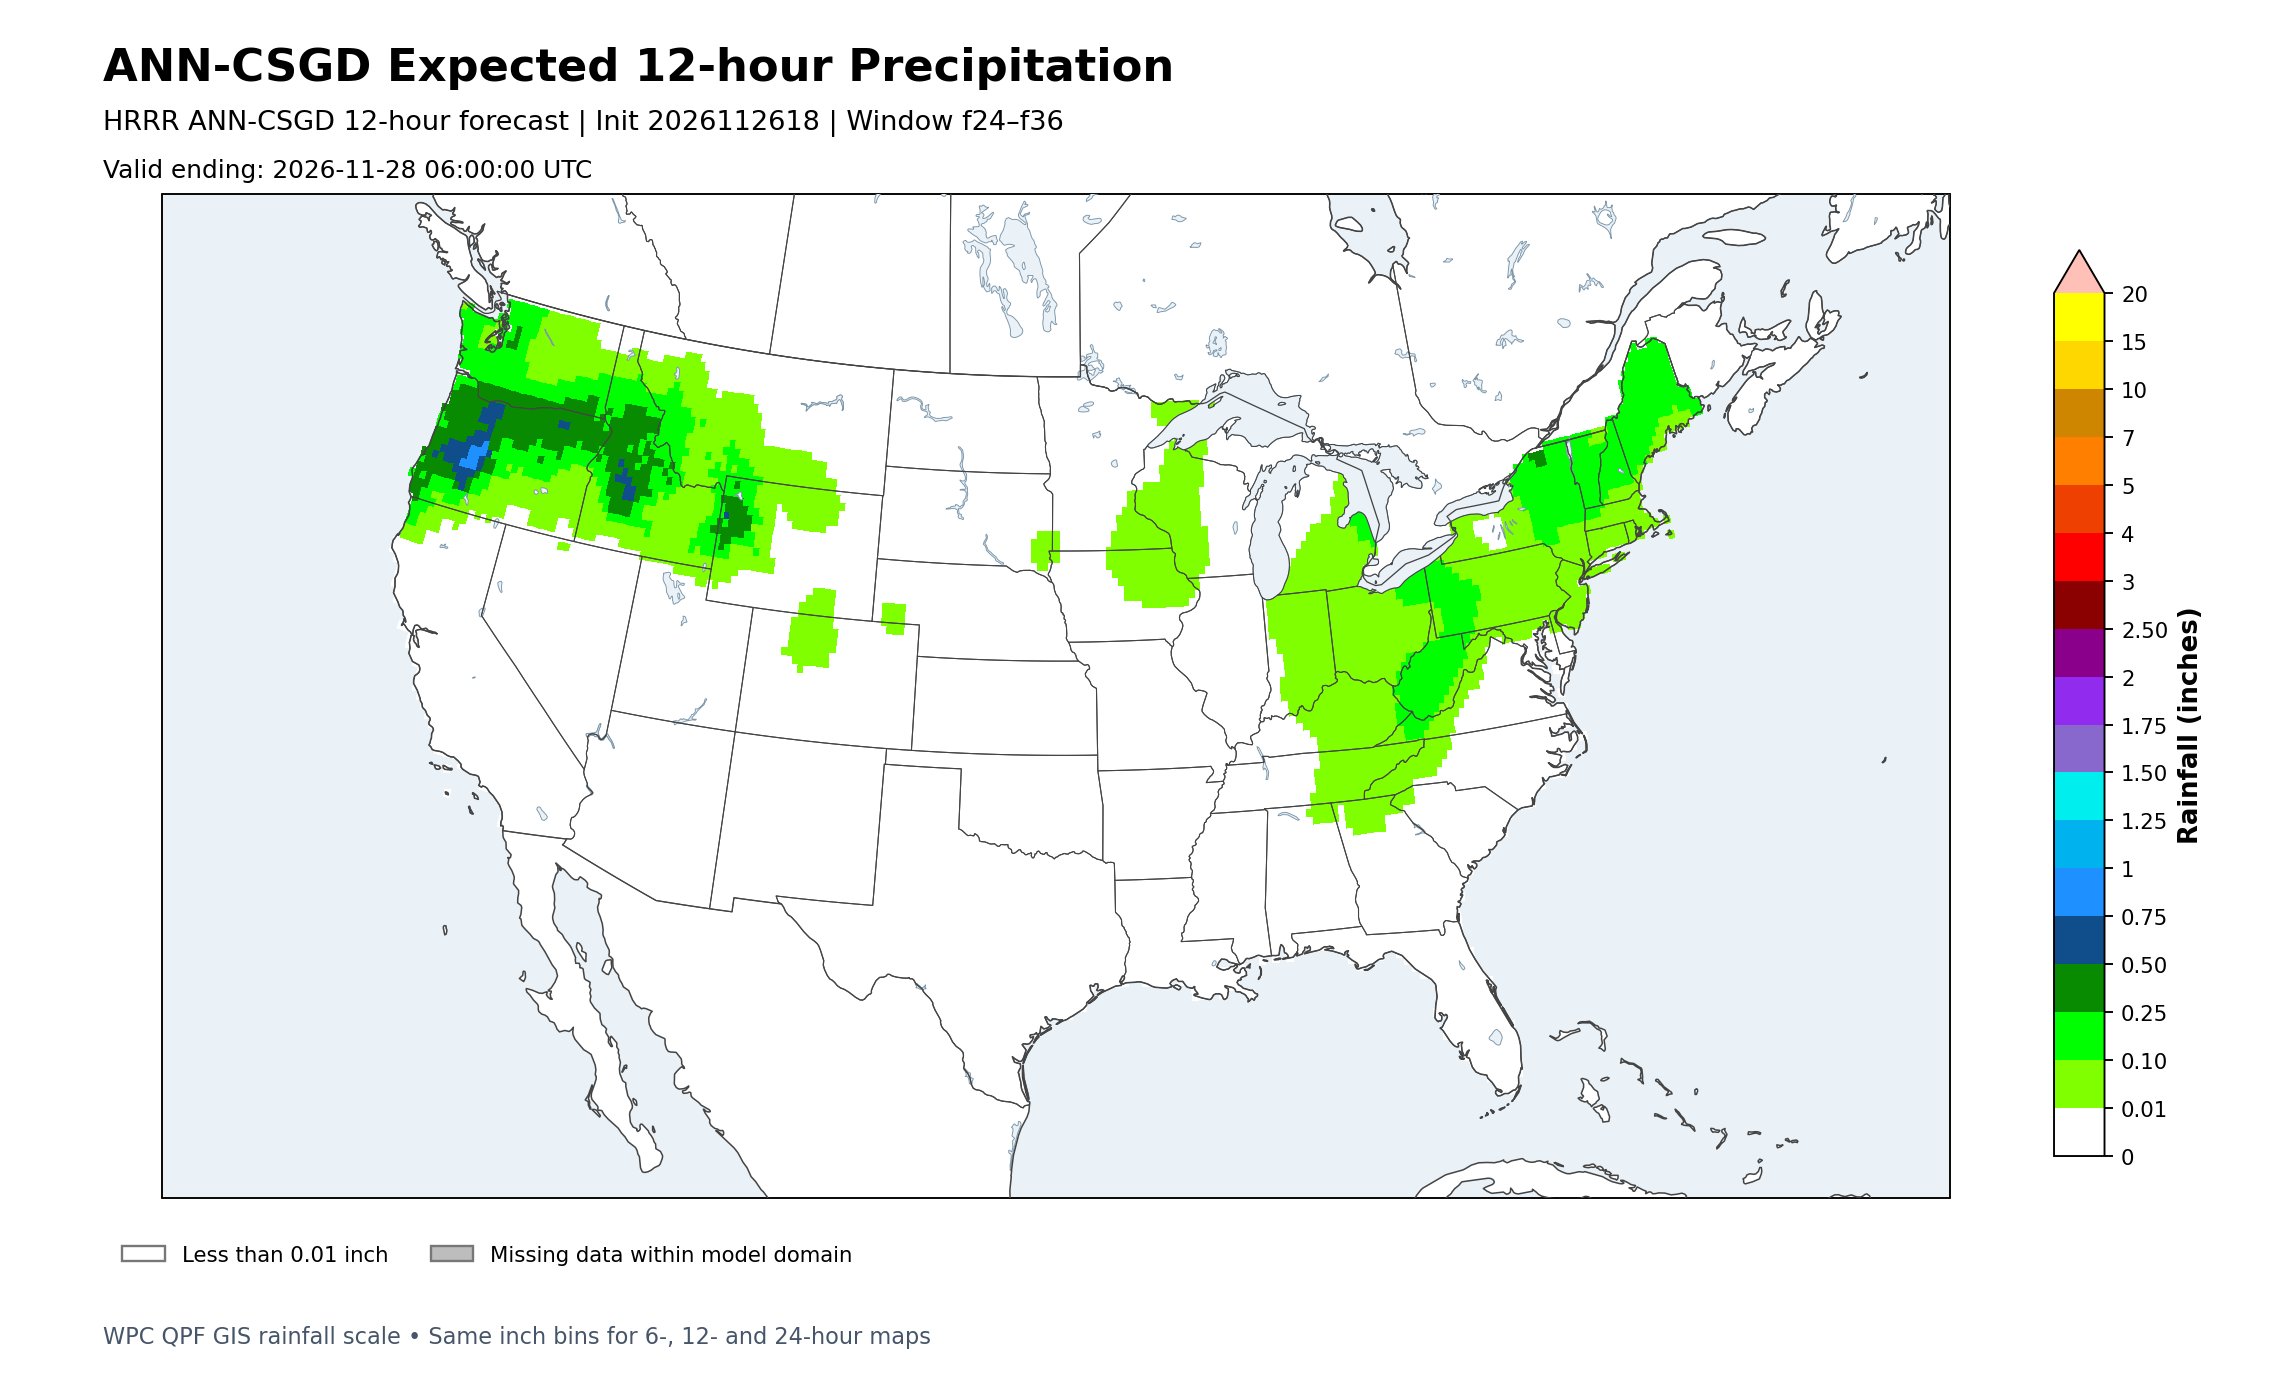 ANN-CSGD Expected 12-hour Precipitation
HRRR ANN-CSGD 12-hour forecast | Init 2026112618 | Window f24–f36
Valid ending: 2026-11-28 06:00:00 UTC
20
15
10
7
5
4
3
2.50
2
1.75
1.50
1.25
1
0.75
0.50
0.25
0.10
0.01
0
Rainfall (inches)
Less than 0.01 inch
Missing data within model domain
WPC QPF GIS rainfall scale • Same inch bins for 6-, 12- and 24-hour maps